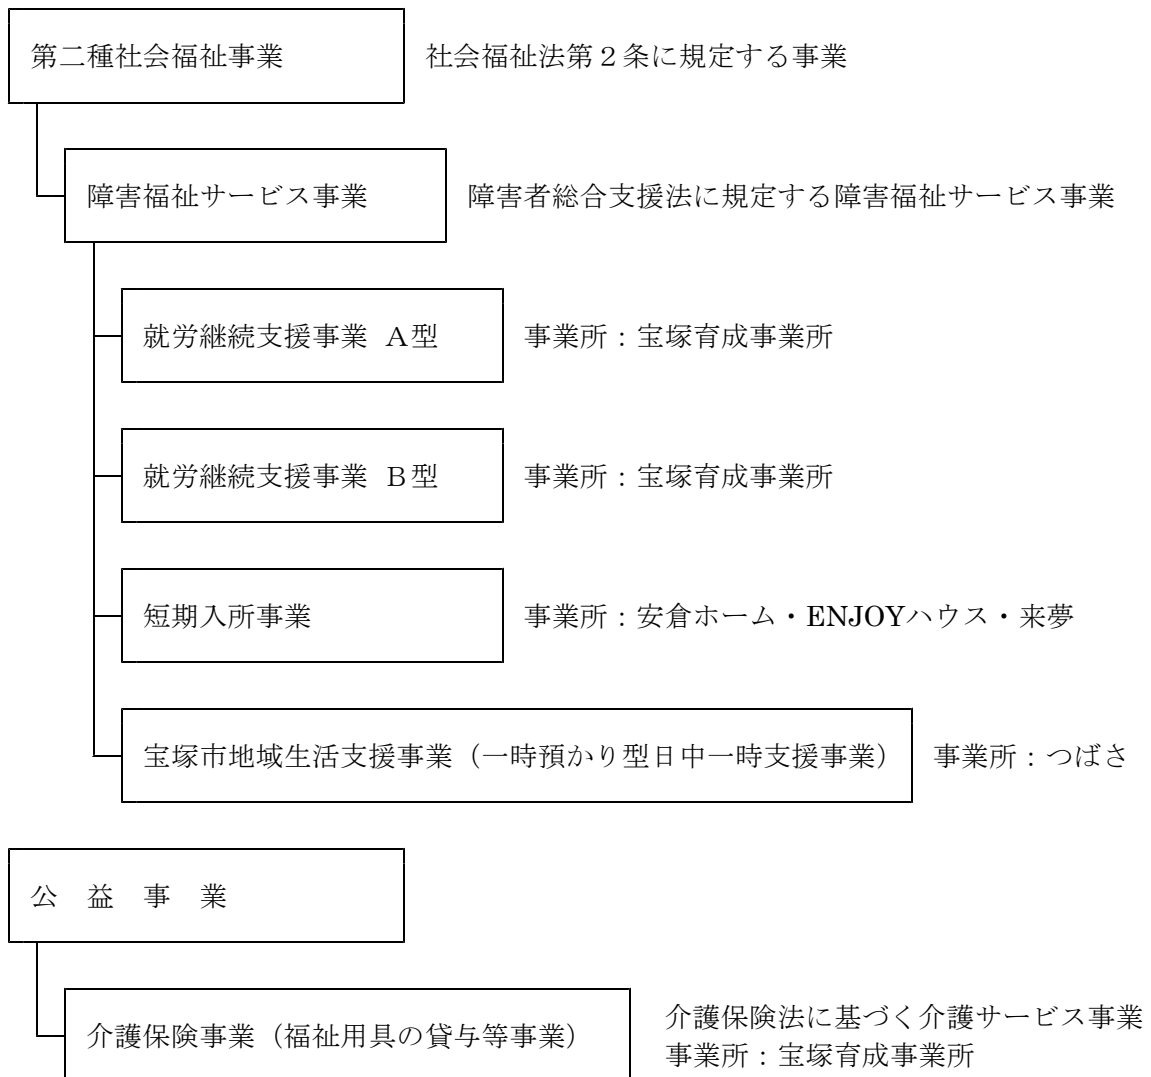 第二種社会福祉事業 社会福祉法第２条に規定する事業
障害福祉サービス事業 障害者総合支援法に規定する障害福祉サービス事業
就労継続支援事業 Ａ型 事業所：宝塚育成事業所
就労継続支援事業 Ｂ型 事業所：宝塚育成事業所
短期入所事業 事業所：安倉ホーム・ENJOYハウス・来夢
宝塚市地域生活支援事業（一時預かり型日中一時支援事業） 事業所：つばさ
公　益　事　業
介護保険事業（福祉用具の貸与等事業） 介護保険法に基づく介護サービス事業
事業所：宝塚育成事業所